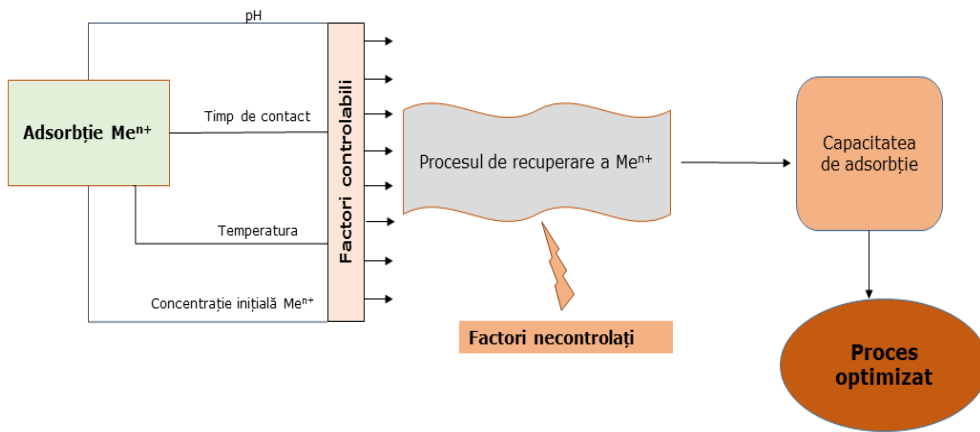 pH
Adsorbție Meⁿ⁺
Timp de contact
Temperatura
Concentrație inițială Meⁿ⁺
Factori controlabili
Procesul de recuperare a Meⁿ⁺
Factori necontrolați
Capacitatea
de adsorbție
Proces
optimizat